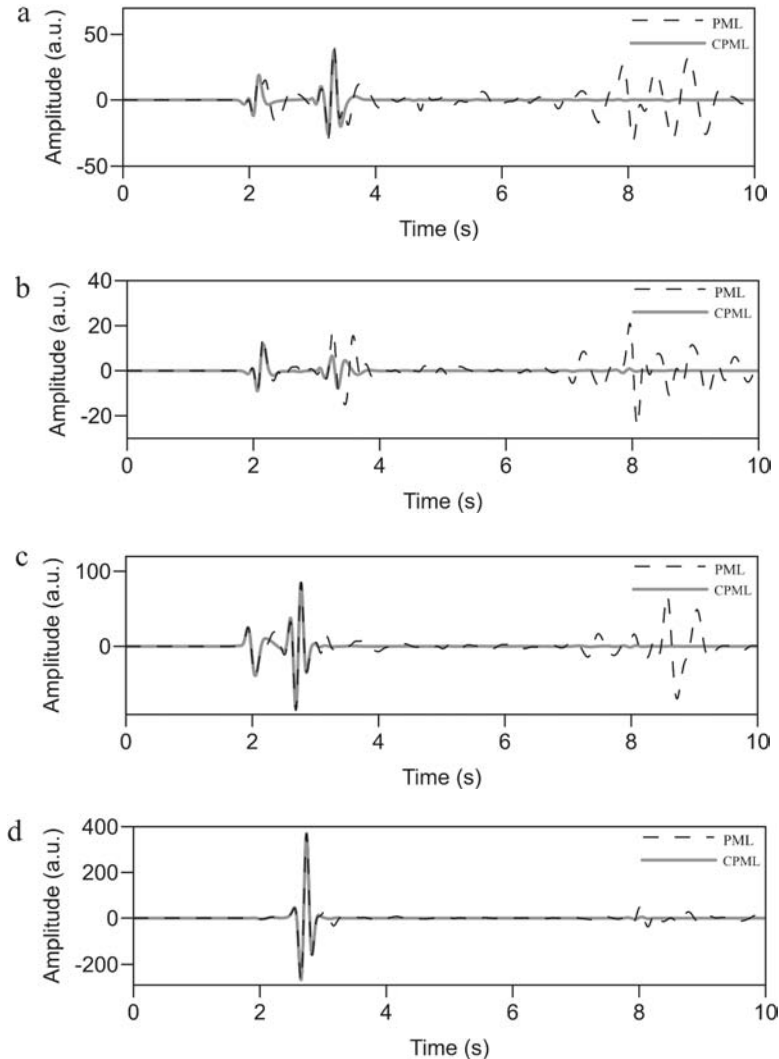 a
Amplitude (a.u.)
50
0
-50
PML
CPML
0 2 4 6 8 10
Time (s)
b
Amplitude (a.u.)
40
20
0
-20
PML
CPML
0 2 4 6 8 10
Time (s)
c
Amplitude (a.u.)
100
0
PML
CPML
0 2 4 6 8 10
Time (s)
d
Amplitude (a.u.)
400
200
0
-200
PML
CPML
0 2 4 6 8 10
Time (s)